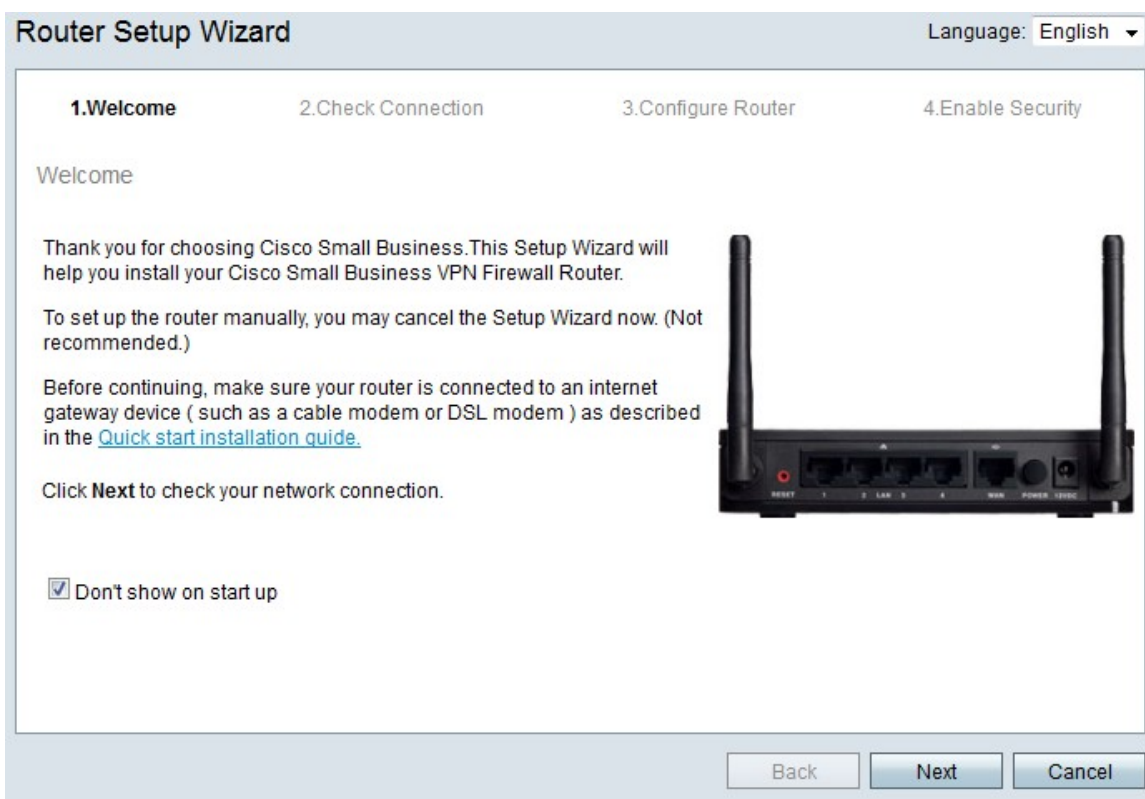 Router Setup Wizard
Language: English
1.Welcome
2.Check Connection
3.Configure Router
4.Enable Security
Welcome
Thank you for choosing Cisco Small Business.This Setup Wizard will
help you install your Cisco Small Business VPN Firewall Router.
To set up the router manually, you may cancel the Setup Wizard now. (Not
recommended.)
Before continuing, make sure your router is connected to an internet
gateway device ( such as a cable modem or DSL modem ) as described
in the Quick start installation guide.
Click Next to check your network connection.
RESET 1 2 LAN 3 4 WAN POWER 12VDC
Don't show on start up
Back
Next
Cancel